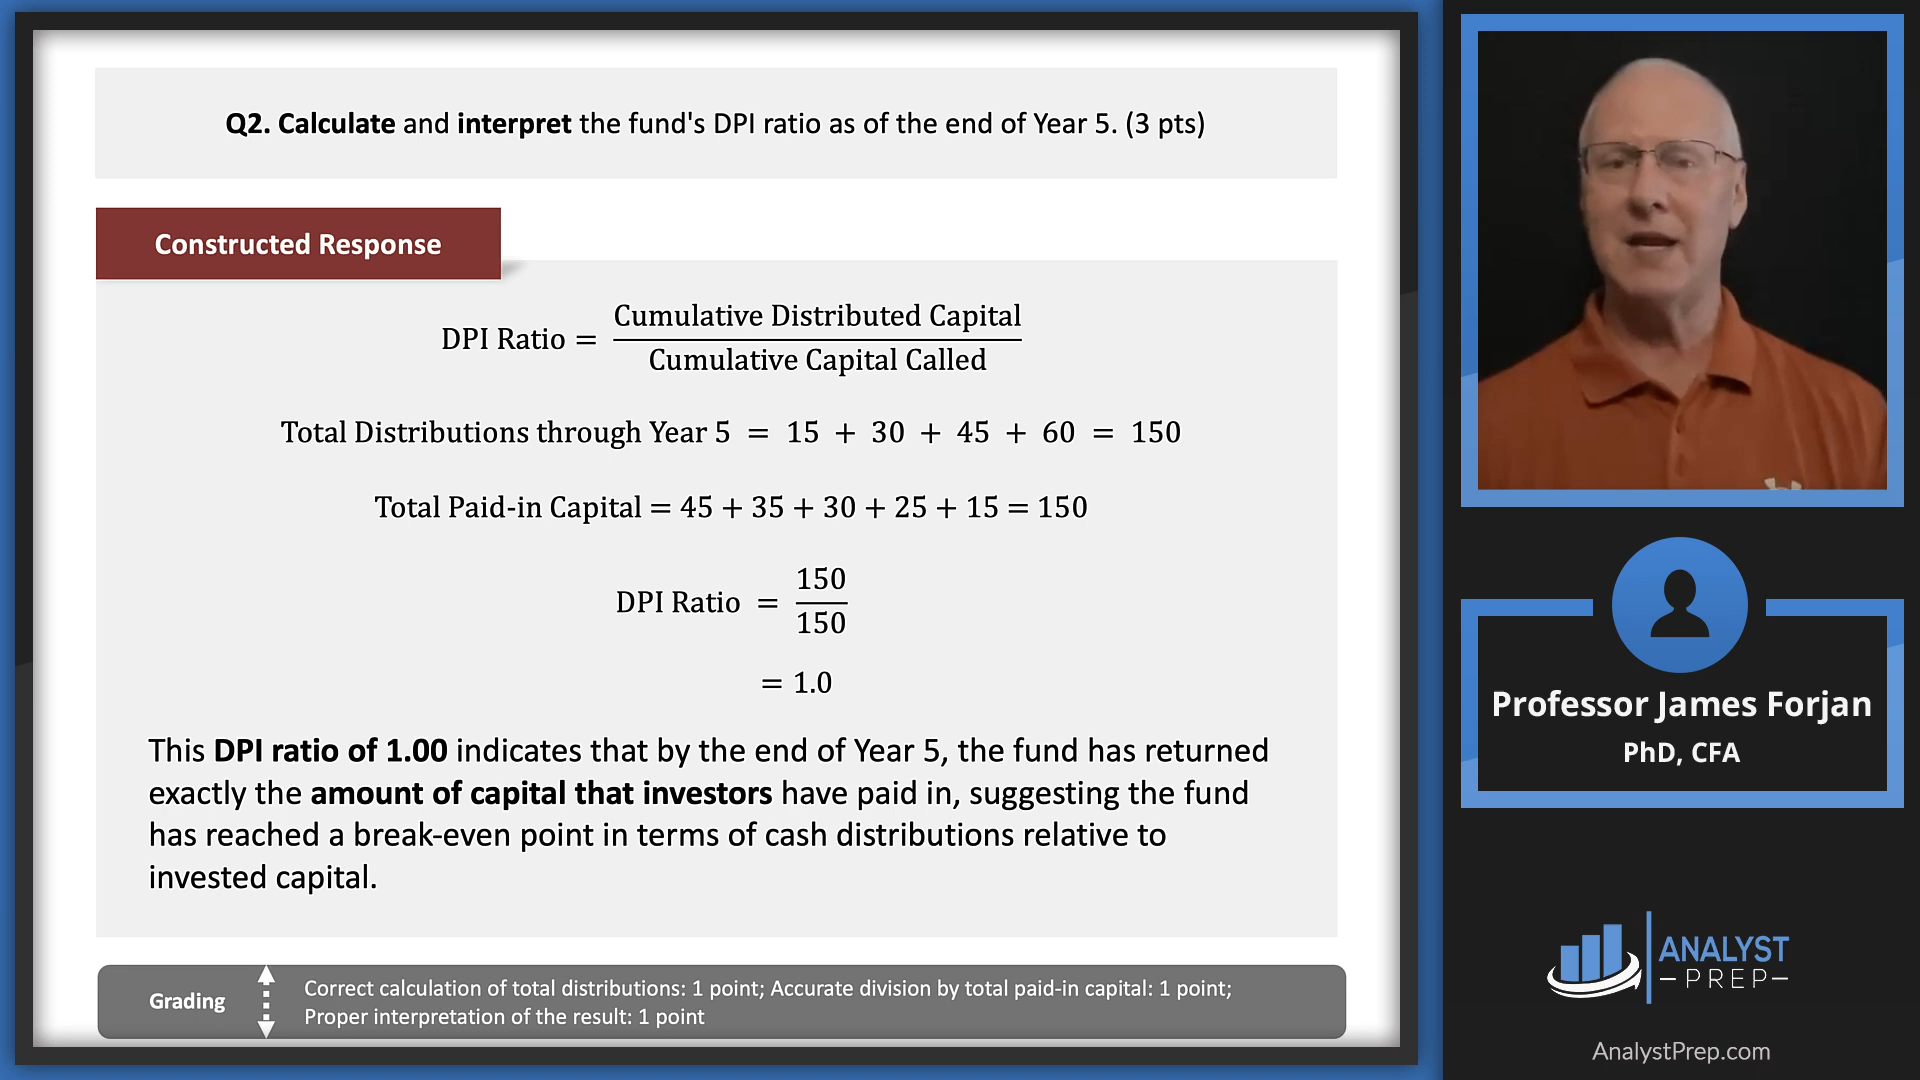 Q2. Calculate and interpret the fund's DPI ratio as of the end of Year 5. (3 pts)
Constructed Response
DPI Ratio = Cumulative Distributed Capital / Cumulative Capital Called
Total Distributions through Year 5 = 15 + 30 + 45 + 60 = 150
Total Paid-in Capital = 45 + 35 + 30 + 25 + 15 = 150
DPI Ratio = 150 / 150
= 1.0
This DPI ratio of 1.00 indicates that by the end of Year 5, the fund has returned
exactly the amount of capital that investors have paid in, suggesting the fund
has reached a break-even point in terms of cash distributions relative to
invested capital.
Grading
Correct calculation of total distributions: 1 point; Accurate division by total paid-in capital: 1 point;
Proper interpretation of the result: 1 point
Professor James Forjan
PhD, CFA
ANALYST
PREP
AnalystPrep.com